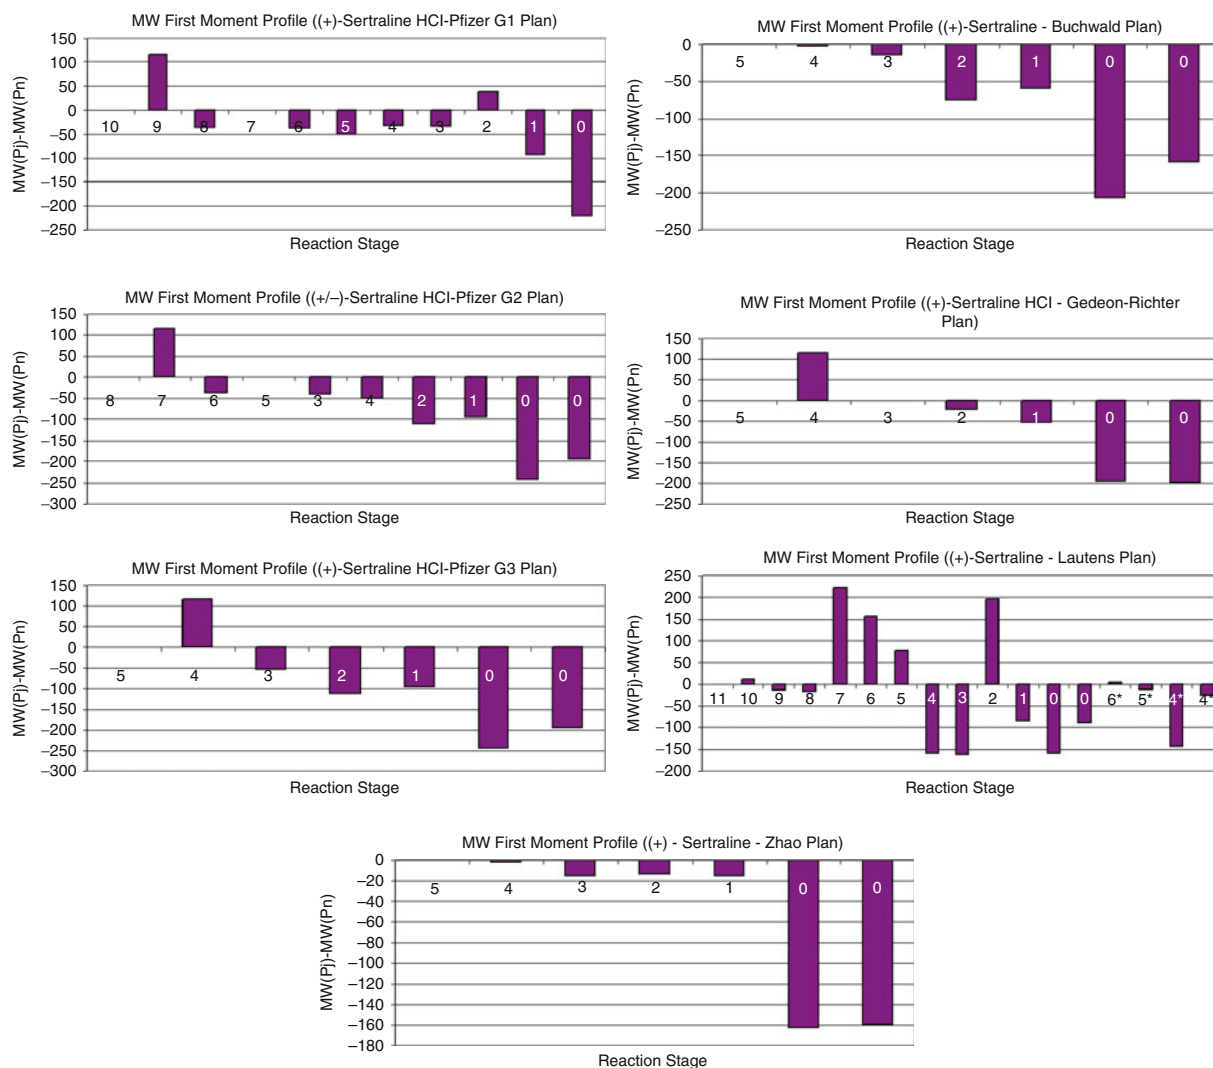 MW First Moment Profile ((+)-Sertraline HCI-Pfizer G1 Plan)
MW(Pj)-MW(Pn)
150
100
50
0
−50
−100
−150
−200
−250
10 9 8 7 6 5 4 3 2 1 0
Reaction Stage
MW First Moment Profile ((+)-Sertraline - Buchwald Plan)
MW(Pj)-MW(Pn)
0
−50
−100
−150
−200
−250
5 4 3 2 1 0 0
Reaction Stage
MW First Moment Profile ((+/−)-Sertraline HCI-Pfizer G2 Plan)
MW(Pj)-MW(Pn)
150
100
50
0
−50
−100
−150
−200
−250
−300
8 7 6 5 3 4 2 1 0 0
Reaction Stage
MW First Moment Profile ((+)-Sertraline HCI - Gedeon-Richter
Plan)
MW(Pj)-MW(Pn)
150
100
50
0
−50
−100
−150
−200
−250
5 4 3 2 1 0 0
Reaction Stage
MW First Moment Profile ((+)-Sertraline HCI-Pfizer G3 Plan)
MW(Pj)-MW(Pn)
150
100
50
0
−50
−100
−150
−200
−250
−300
5 4 3 2 1 0 0
Reaction Stage
MW First Moment Profile ((+)-Sertraline - Lautens Plan)
MW(Pj)-MW(Pn)
250
200
150
100
50
0
−50
−100
−150
−200
11 10 9 8 7 6 5 4 3 2 1 0 0 6* 5* 4* 4*
Reaction Stage
MW First Moment Profile ((+) - Sertraline - Zhao Plan)
MW(Pj)-MW(Pn)
0
−20
−40
−60
−80
−100
−120
−140
−160
−180
5 4 3 2 1 0 0
Reaction Stage